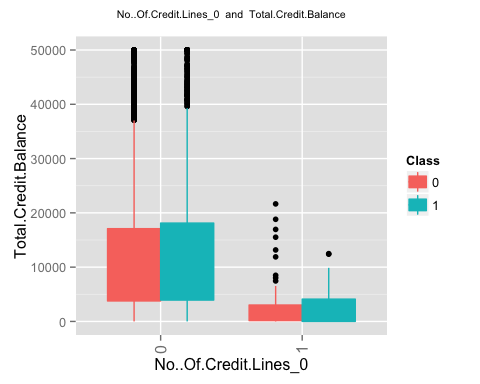 No..Of.Credit.Lines_0 and Total.Credit.Balance
50000
40000
30000
20000
10000
0
Total.Credit.Balance
0
1
No..Of.Credit.Lines_0
Class
0
1